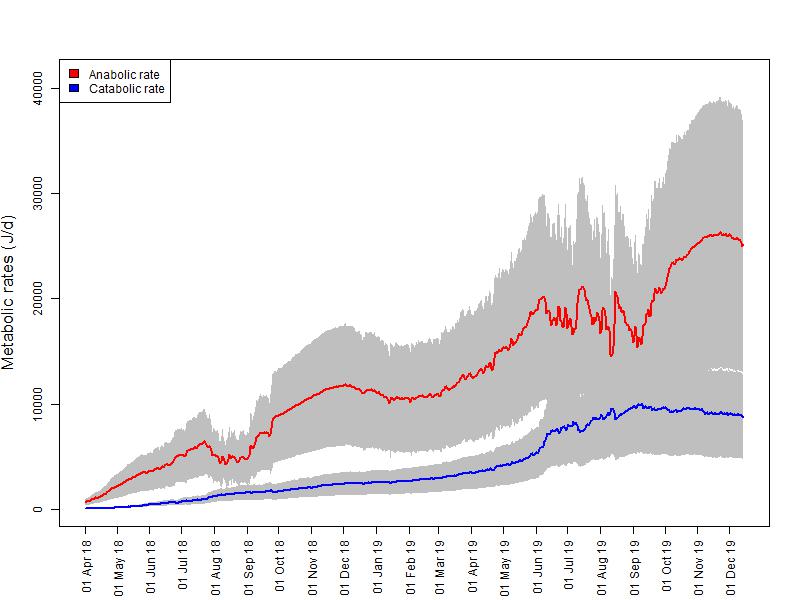 Anabolic rate
Catabolic rate
Metabolic rates (J/d)
40000
30000
20000
10000
0
01 Apr 18
01 May 18
01 Jun 18
01 Jul 18
01 Aug 18
01 Sep 18
01 Oct 18
01 Nov 18
01 Dec 18
01 Jan 19
01 Feb 19
01 Mar 19
01 Apr 19
01 May 19
01 Jun 19
01 Jul 19
01 Aug 19
01 Sep 19
01 Oct 19
01 Nov 19
01 Dec 19